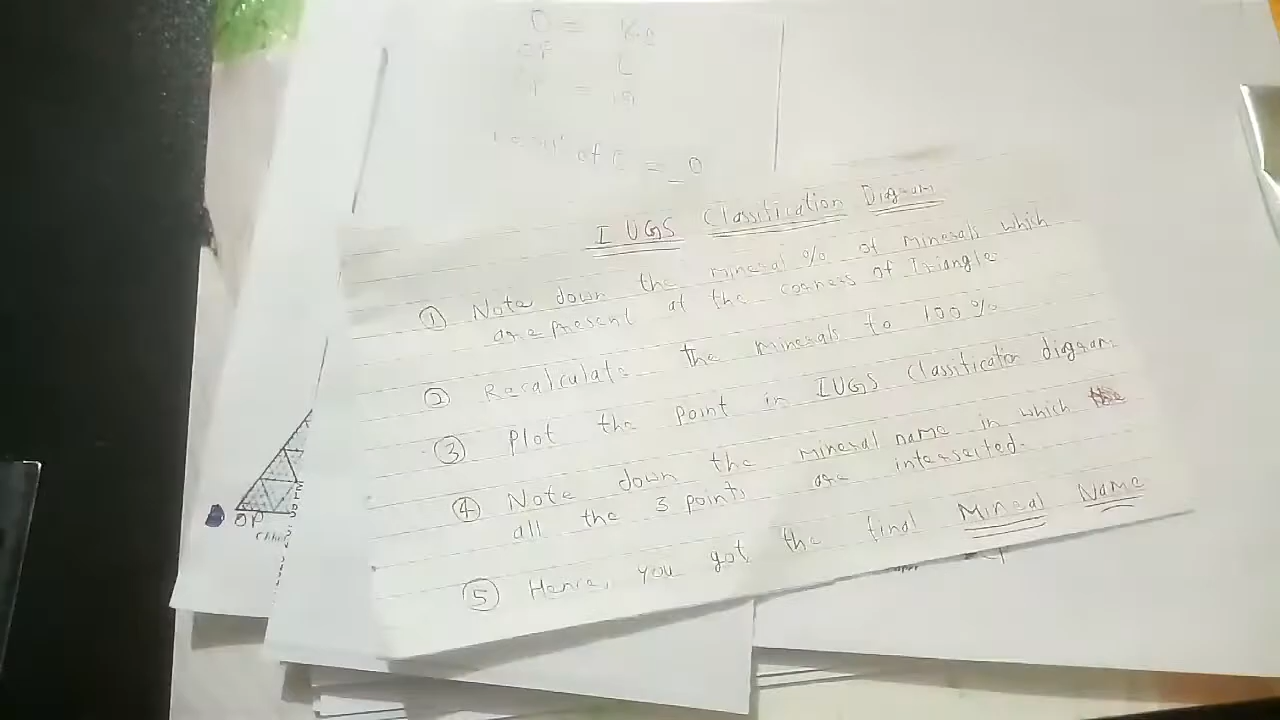 O =
= 0
IUGS Classification Diagram
① Note down the mineral % of minerals which
are present at the corners of Triangle
② Recalculate the minerals to 100%
③ Plot the point in IUGS Classification diagram
④ Note down the mineral name in which
all the 3 points are intersected.
⑤ Hence, you got the final Mineral Name
OP